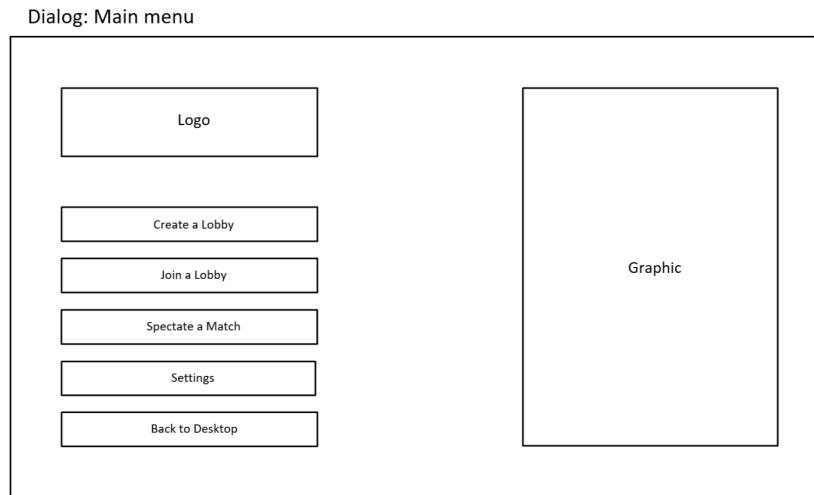 Dialog: Main menu
Logo
Create a Lobby
Join a Lobby
Spectate a Match
Settings
Back to Desktop
Graphic